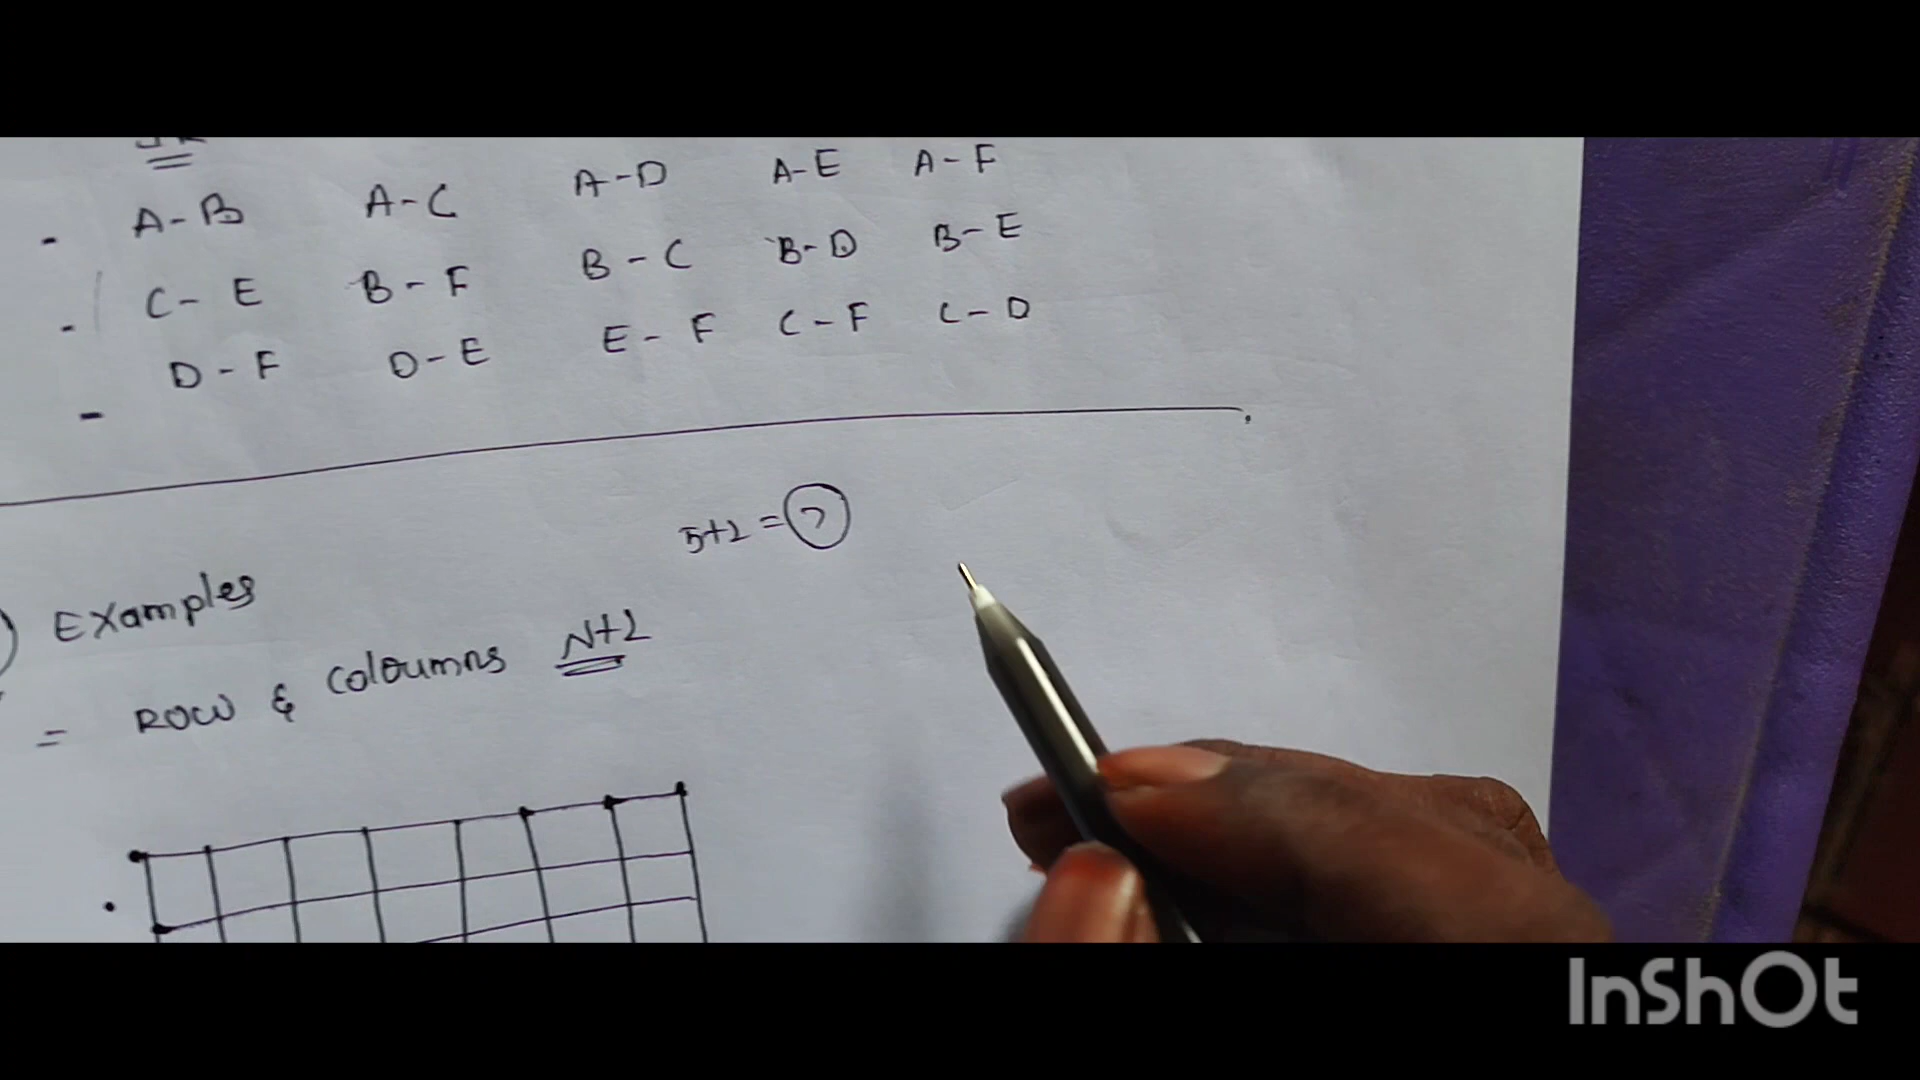 A-B A-C A-D A-E A-F
C-E B-F B-C B-D B-E
D-F D-E E-F C-F C-D
5+2=7
Examples
= ROW & coloumns N+2
InShOt